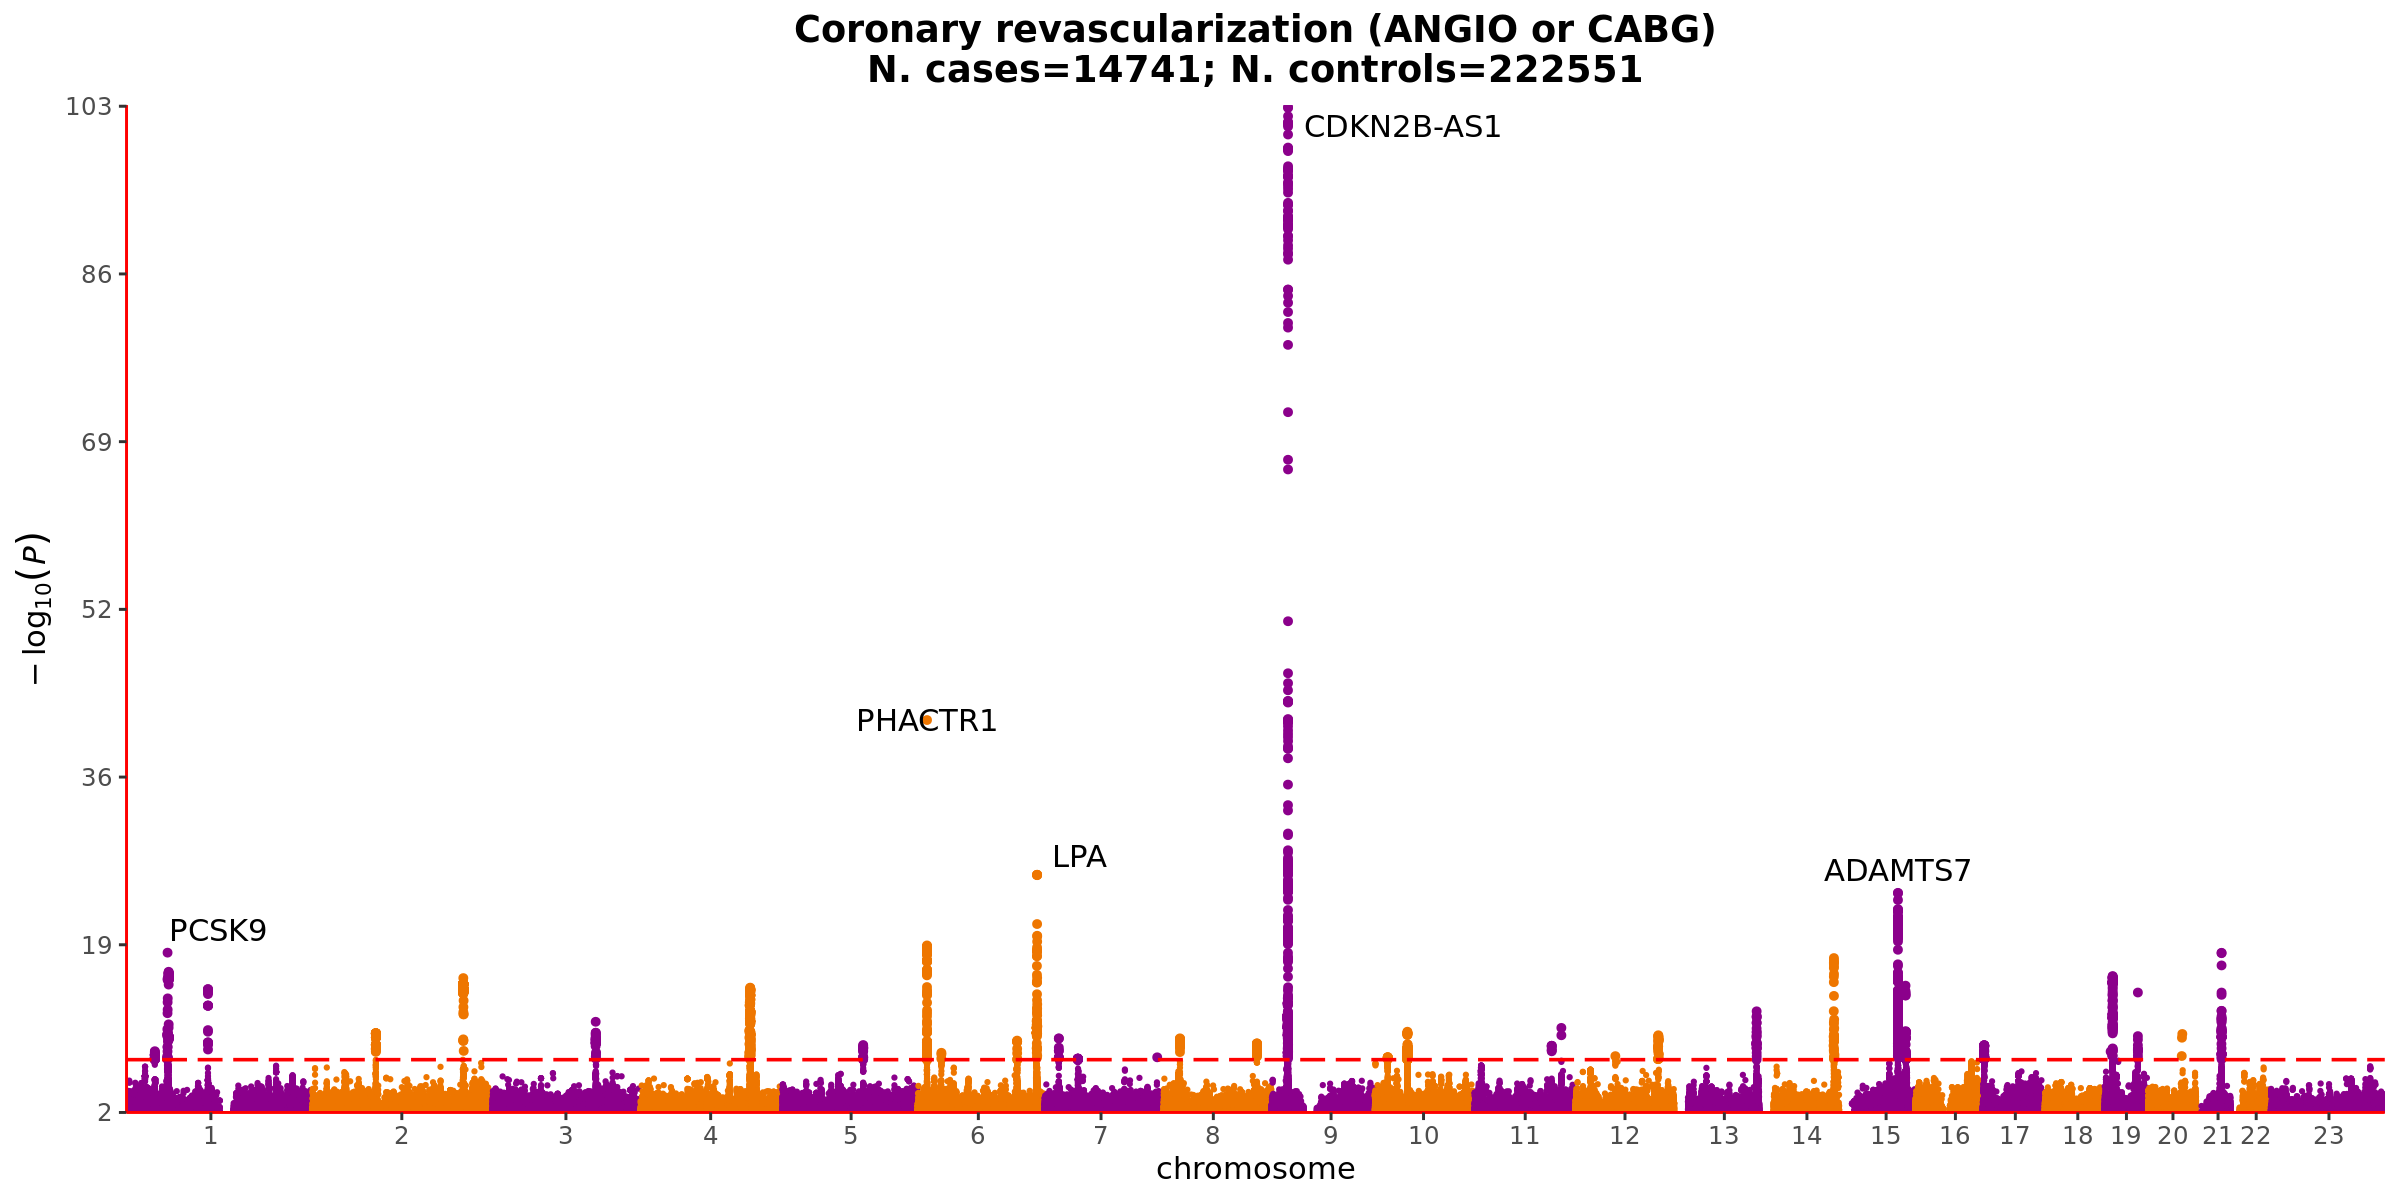 Coronary revascularization (ANGIO or CABG)
N. cases=14741; N. controls=222551
103
86
69
52
36
19
2
−log10(P)
CDKN2B-AS1
PHACTR1
LPA
ADAMTS7
PCSK9
1 2 3 4 5 6 7 8 9 10 11 12 13 14 15 16 17 18 19 20 21 22 23
chromosome